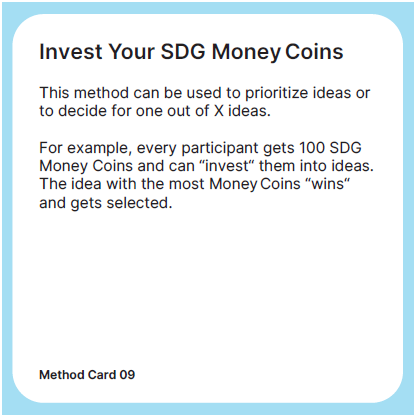 Invest Your SDG Money Coins
This method can be used to prioritize ideas or
to decide for one out of X ideas.
For example, every participant gets 100 SDG
Money Coins and can “invest“ them into ideas.
The idea with the most Money Coins “wins“
and gets selected.
Method Card 09